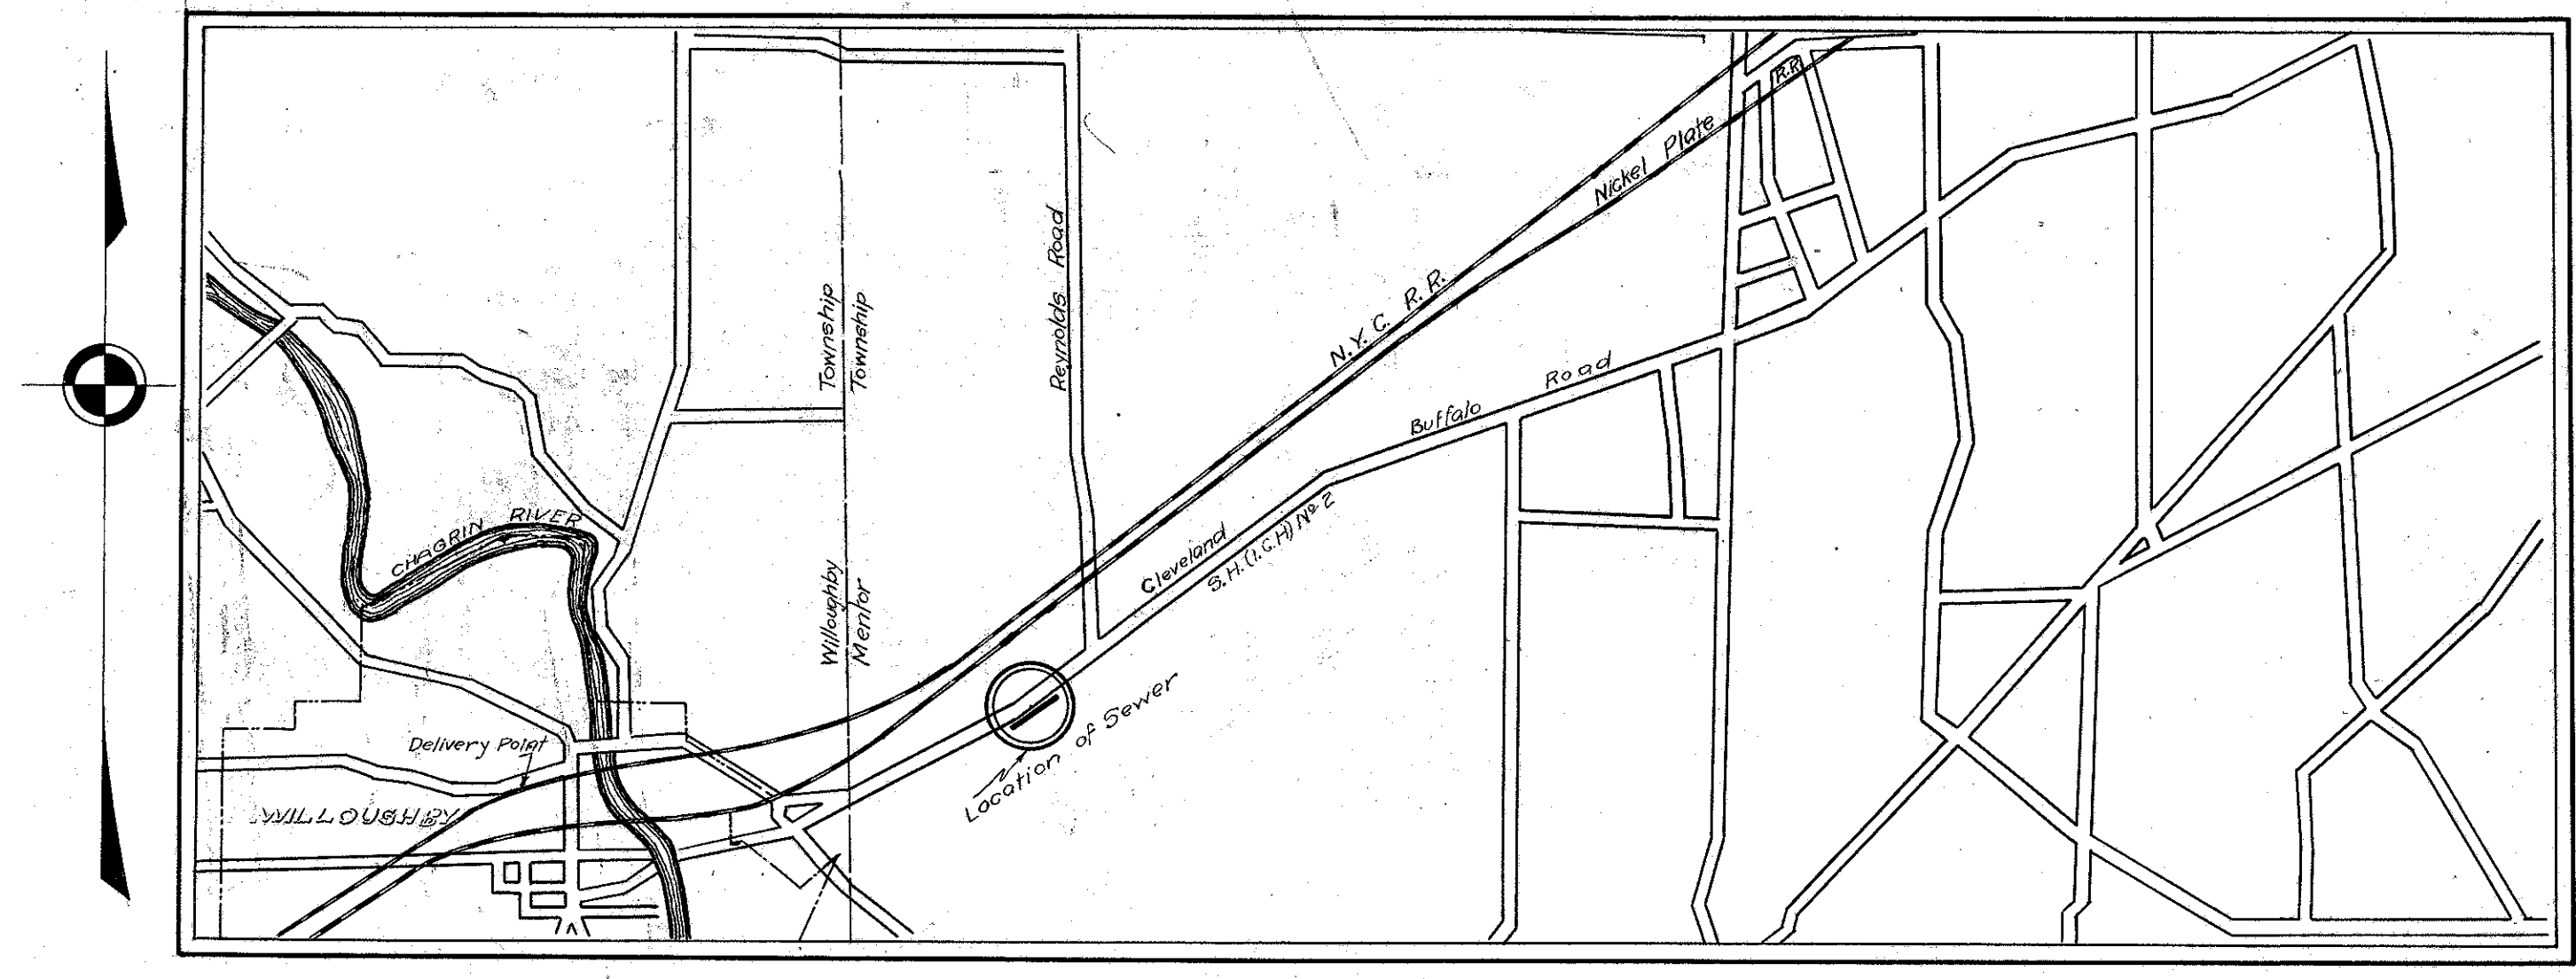 R.R.
Nickel Plate
N.Y.C. R.R.
Reynolds Road
Willoughby Township
Mentor Township
CHAGRIN RIVER
Cleveland Buffalo Road
S.H.(I.C.H) Nº 2
Location of Sewer
Delivery Point
WILLOUGHBY